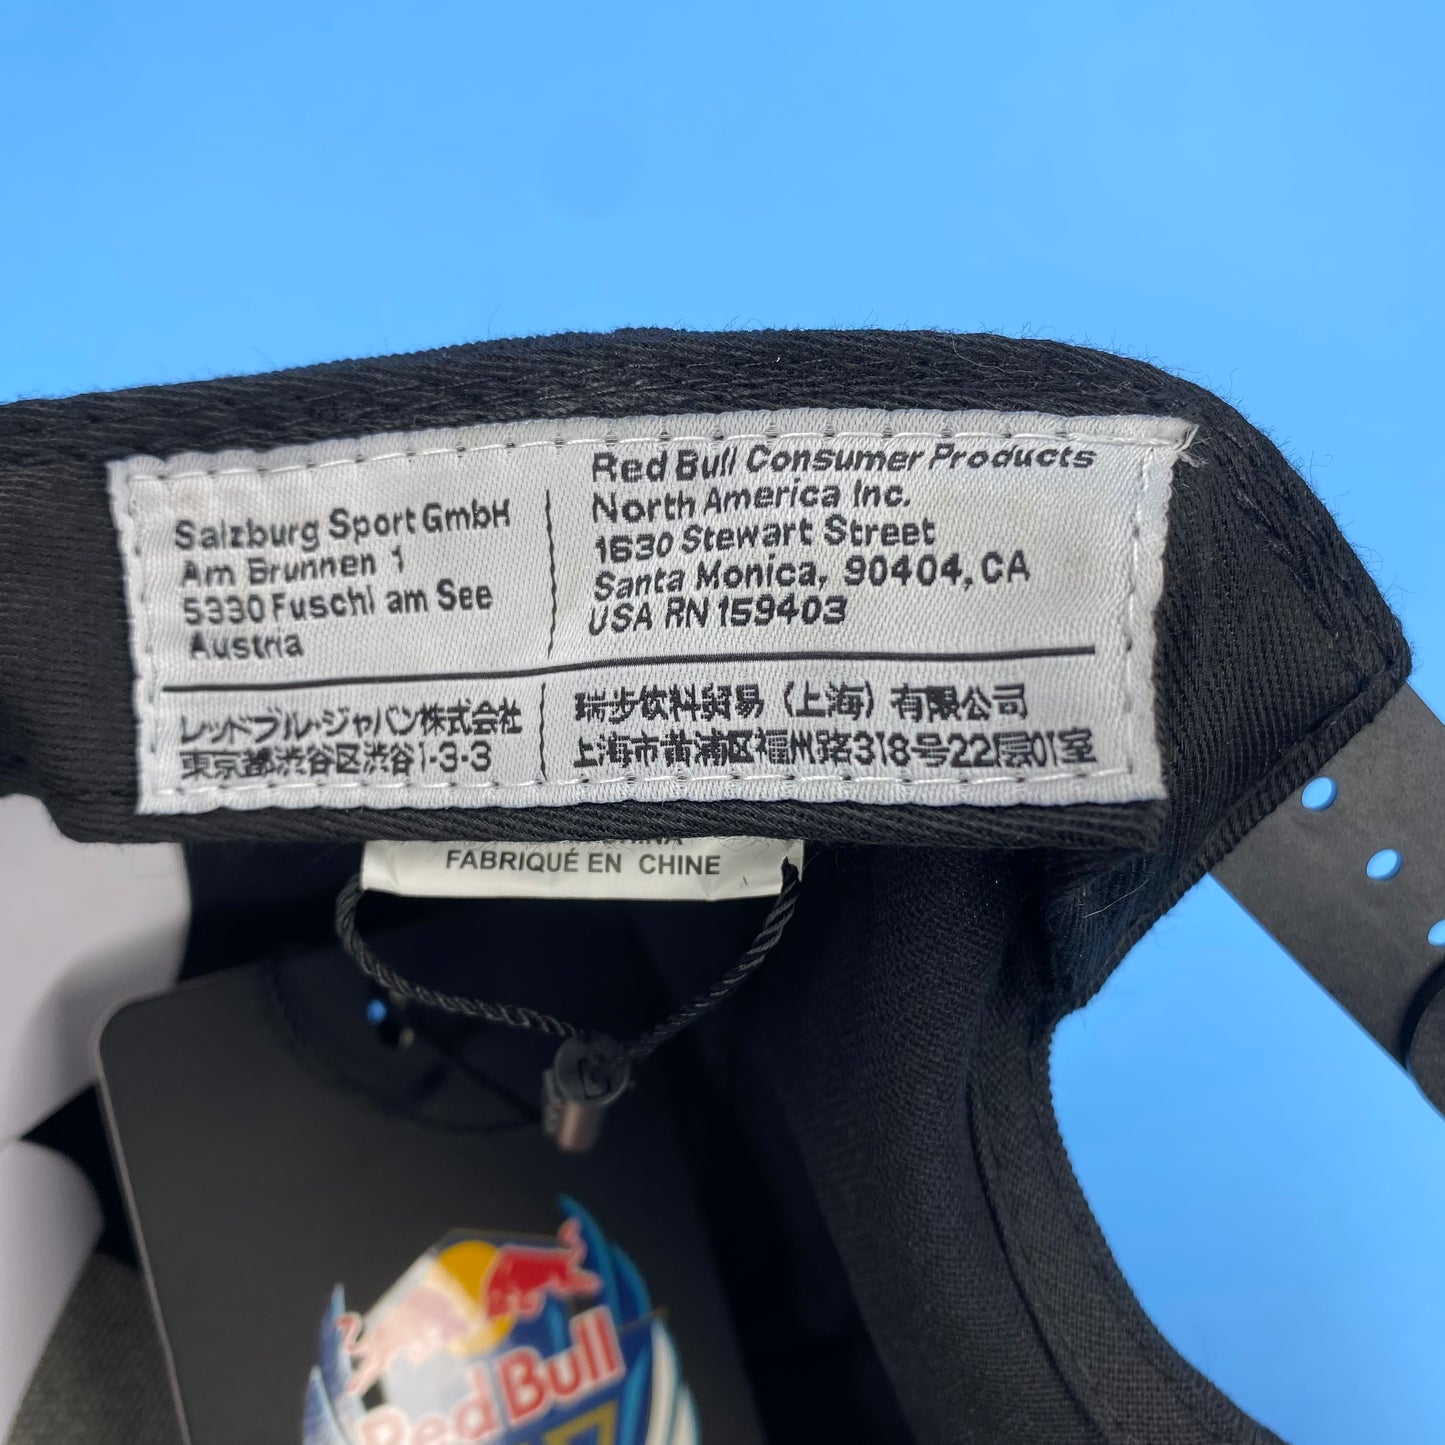 Salzburg Sport GmbH
Am Brunnen 1
5330 Fuschl am See
Austria
Red Bull Consumer Products
North America Inc.
1630 Stewart Street
Santa Monica, 90404, CA
USA RN 159403
レッドブル・ジャパン株式会社
東京都渋谷区渋谷1-3-3
瑞步饮料贸易（上海）有限公司
上海市黄浦区福州路318号22层01室
FABRIQUÉ EN CHINE
Red Bull